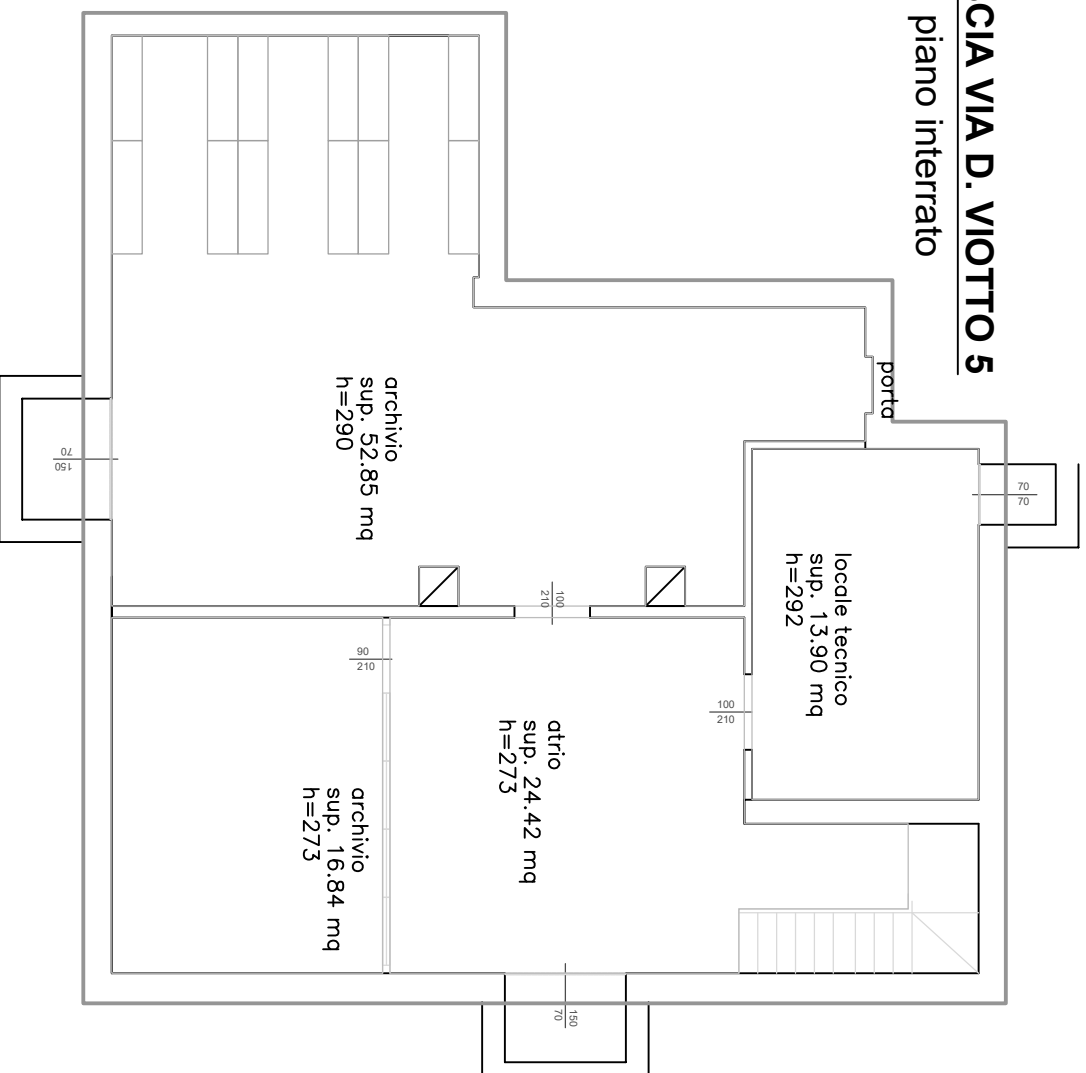 CIA VIA D. VIOTTO 5
piano interrato
porta
70
70
archivio
sup. 52.85 mq
h=290
70
150
locale tecnico
sup. 13.90 mq
h=292
100
210
90
210
100
210
atrio
sup. 24.42 mq
h=273
archivio
sup. 16.84 mq
h=273
150
70